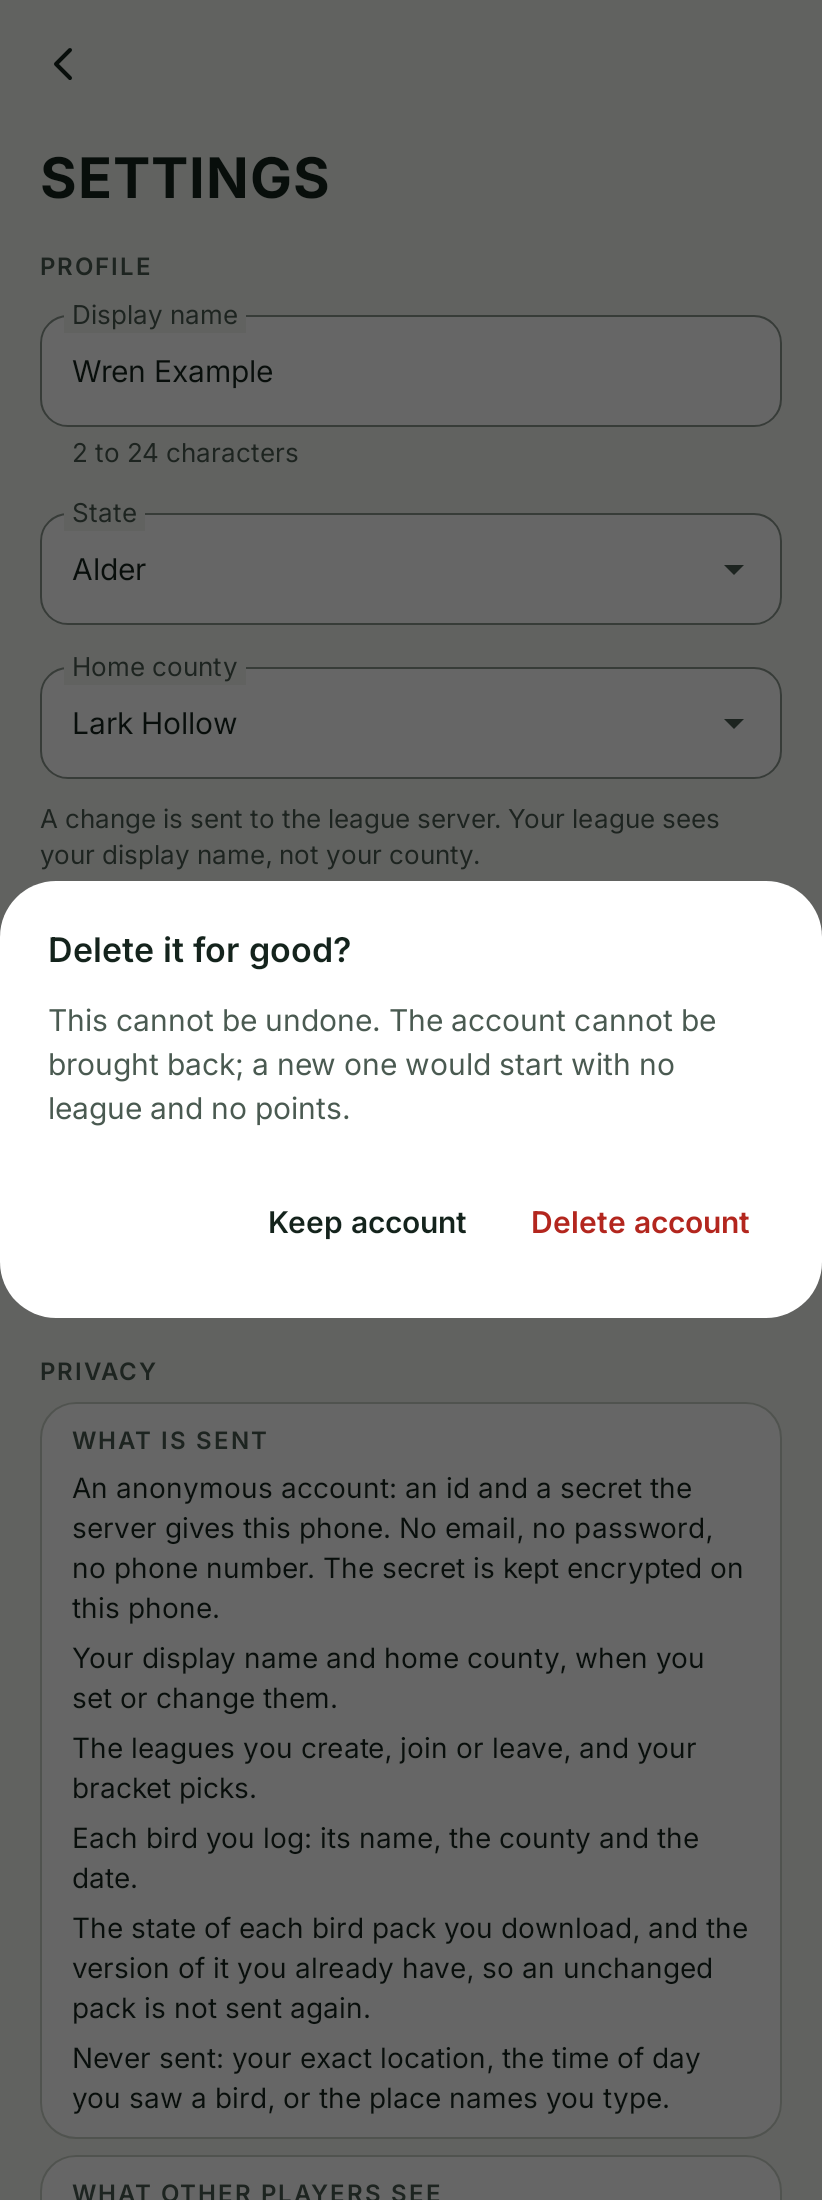 SETTINGS
PROFILE
Display name
Wren Example
2 to 24 characters
State
Alder
Home county
Lark Hollow
A change is sent to the league server. Your league sees
your display name, not your county.
Delete it for good?
This cannot be undone. The account cannot be
brought back; a new one would start with no
league and no points.
Keep account
Delete account
PRIVACY
WHAT IS SENT
An anonymous account: an id and a secret the
server gives this phone. No email, no password,
no phone number. The secret is kept encrypted on
this phone.
Your display name and home county, when you
set or change them.
The leagues you create, join or leave, and your
bracket picks.
Each bird you log: its name, the county and the
date.
The state of each bird pack you download, and the
version of it you already have, so an unchanged
pack is not sent again.
Never sent: your exact location, the time of day
you saw a bird, or the place names you type.
WHAT OTHER PLAYERS SEE